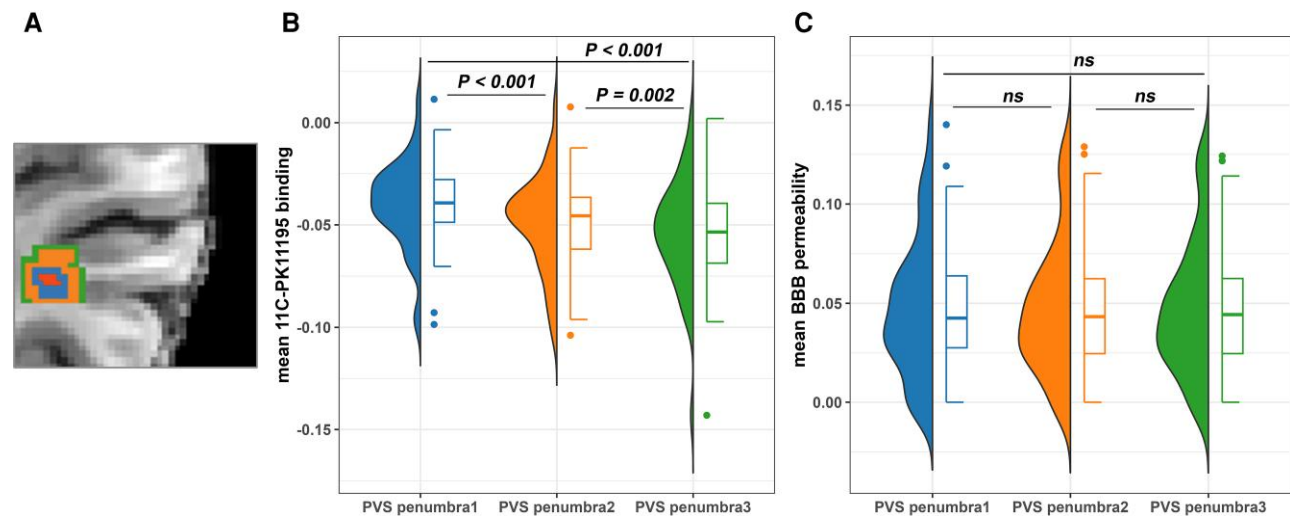 A
B
mean 11C-PK11195 binding
0.00
-0.05
-0.10
-0.15
P < 0.001
P < 0.001
P = 0.002
PVS penumbra1
PVS penumbra2
PVS penumbra3
C
mean BBB permeability
0.15
0.10
0.05
0.00
ns
ns
ns
PVS penumbra1
PVS penumbra2
PVS penumbra3